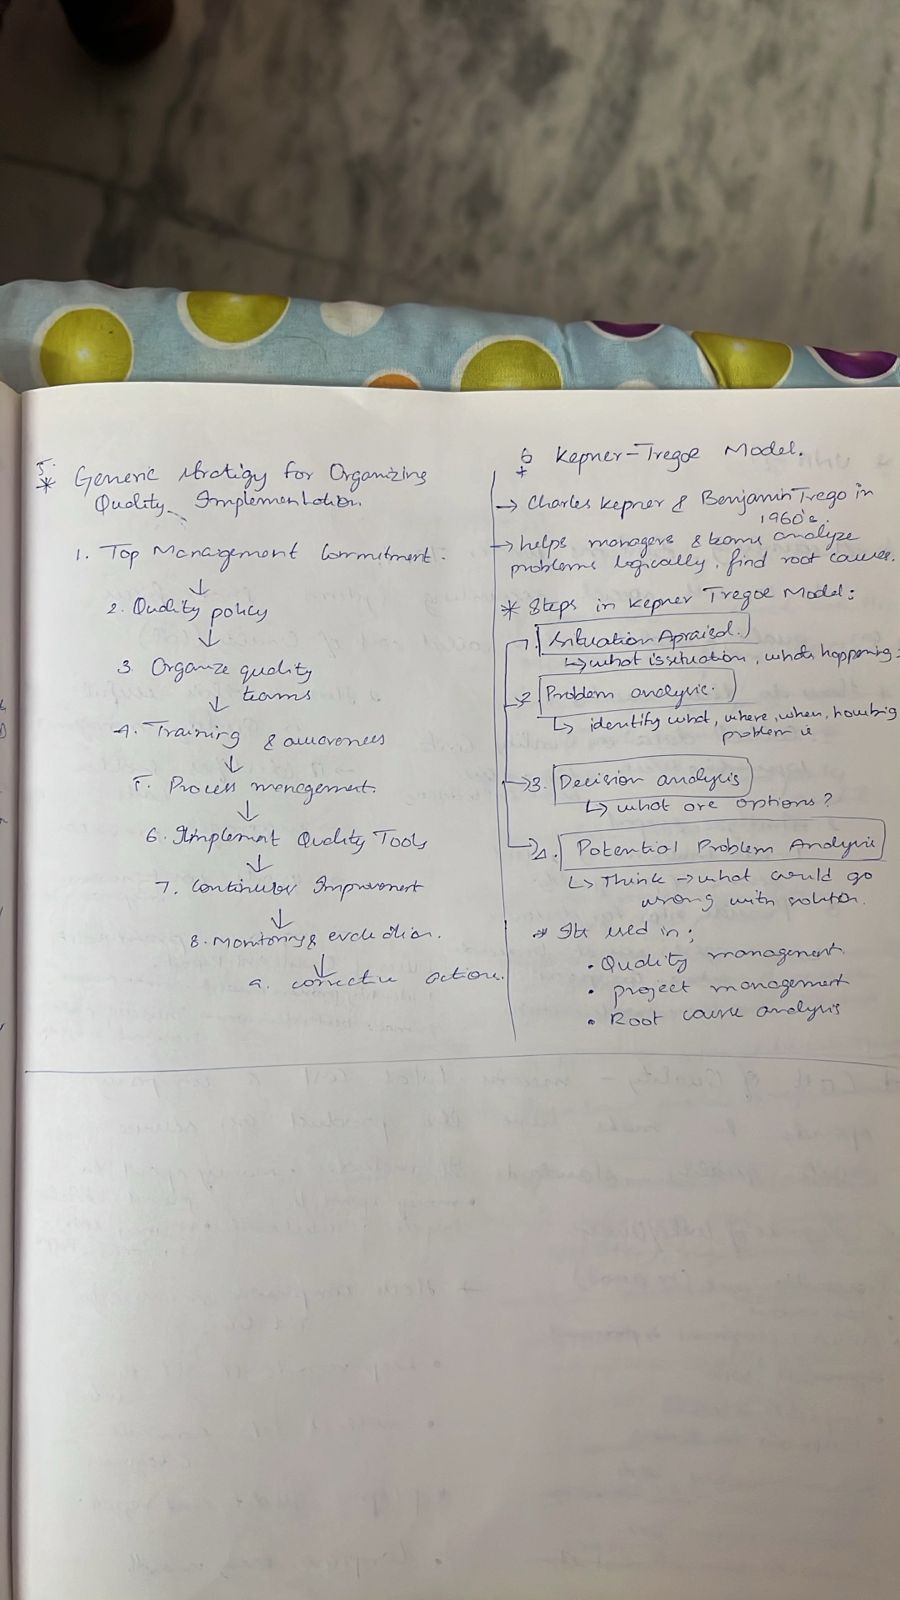 5.
* Generic strategy for Organizing
Quality Implementation
1. Top Management Commitment.
↓
2. Quality policy
↓
3. Organize quality
teams
↓
4. Training & awareness
↓
5. Process management.
↓
6. Implement Quality Tools
↓
7. Continuous Improvement
↓
8. Monitoring & evaluation.
↓
9. corrective actions.
6
* Kepner-Tregoe Model.
→ Charles Kepner & Benjamin Trego in
1960's.
→ helps managers & teams analyze
problems logically, find root causes.
* Steps in Kepner Tregoe Model:
1. Situation Apraisal.
↳ what is situation, what happening
2. Problem analysis.
↳ identify what, where, when, how big
problem is
3. Decision analysis
↳ what are options?
4. Potential Problem Analysis
↳ Think → what could go
wrong with solution.
* It used in;
• Quality management
• project management
• Root cause analysis